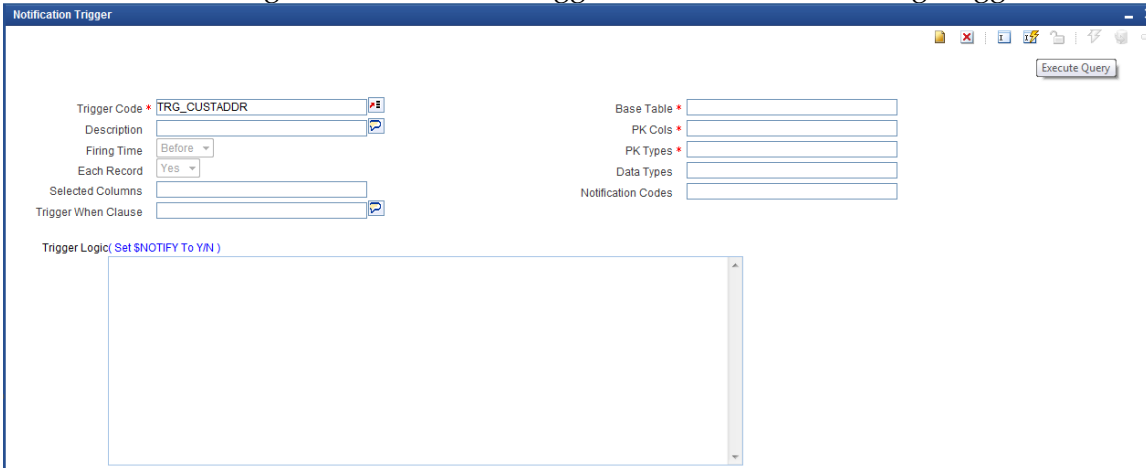 Notification Trigger
Execute Query
Trigger Code * TRG_CUSTADDR
Description
Firing Time Before
Each Record Yes
Selected Columns
Trigger When Clause
Base Table *
PK Cols *
PK Types *
Data Types
Notification Codes
Trigger Logic( Set $NOTIFY To Y/N )